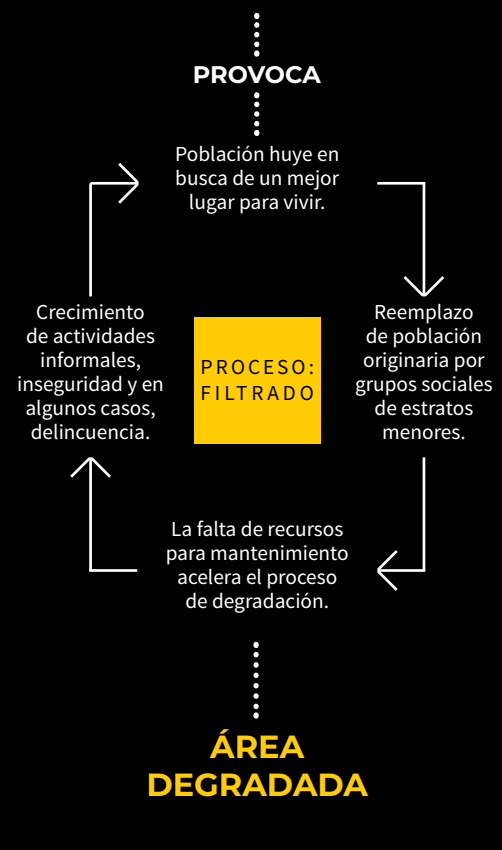 PROVOCA
Población huye en
busca de un mejor
lugar para vivir.
Crecimiento
de actividades
informales,
inseguridad y en
algunos casos,
delincuencia.
PROCESO:
FILTRADO
Reemplazo
de población
originaria por
grupos sociales
de estratos
menores.
La falta de recursos
para mantenimiento
acelera el proceso
de degradación.
ÁREA
DEGRADADA